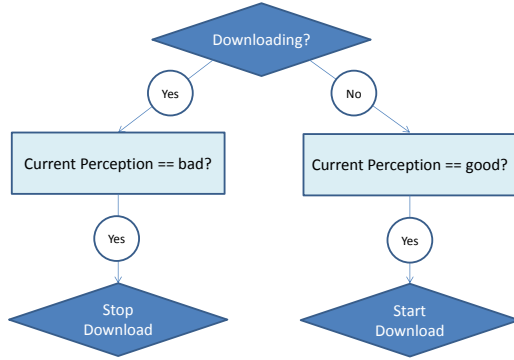 Downloading?
Yes
No
Current Perception == bad?
Current Perception == good?
Yes
Yes
Stop
Download
Start
Download